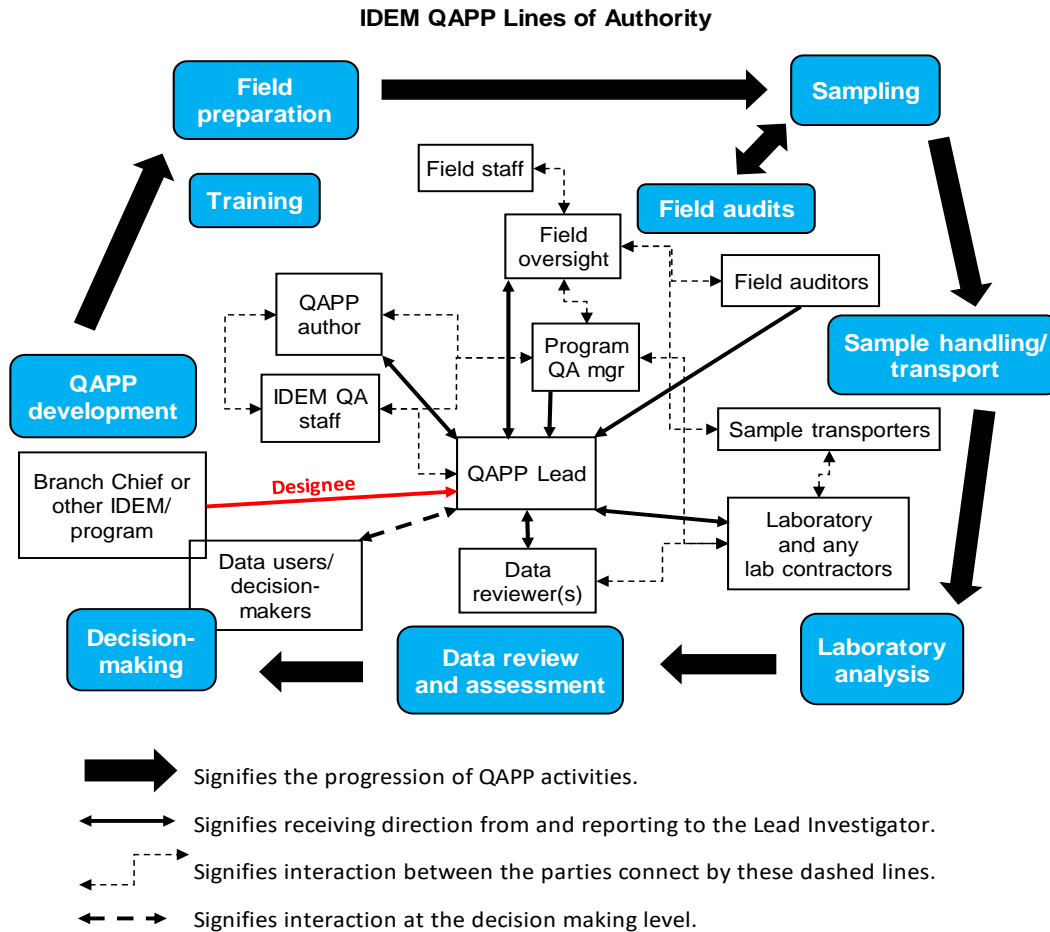 IDEM QAPP Lines of Authority
Field
preparation
Sampling
Training
Field staff
Field audits
Field
oversight
Field auditors
QAPP
author
Program
QA mgr
Sample handling/
transport
QAPP
development
IDEM QA
staff
Sample transporters
Branch Chief or
other IDEM/
program
Designee
QAPP Lead
Laboratory
and any
lab contractors
Data users/
decision-
makers
Data
reviewer(s)
Decision-
making
Data review
and assessment
Laboratory
analysis
Signifies the progression of QAPP activities.
Signifies receiving direction from and reporting to the Lead Investigator.
Signifies interaction between the parties connect by these dashed lines.
Signifies interaction at the decision making level.